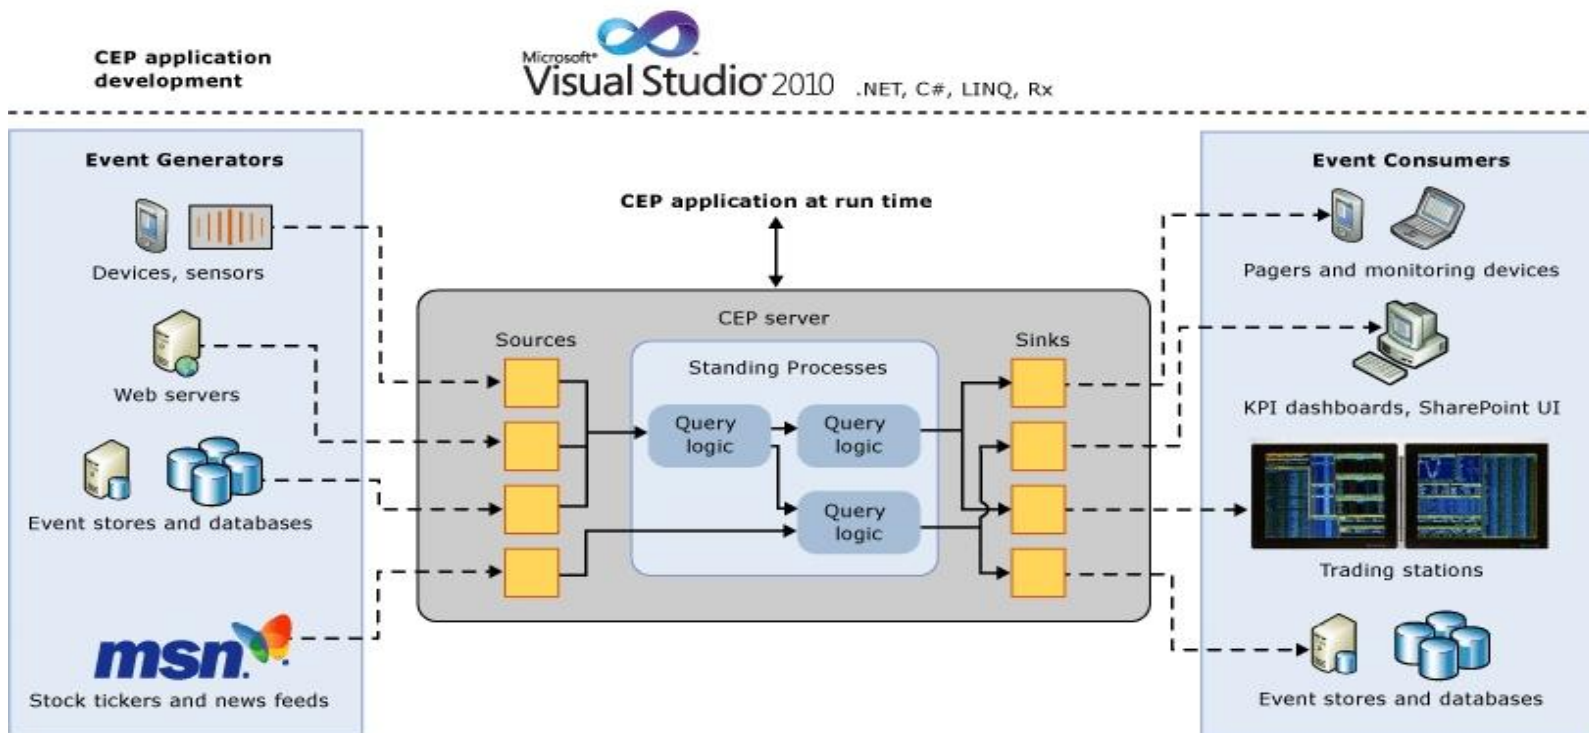 CEP application
development
Microsoft®
Visual Studio® 2010 .NET, C#, LINQ, Rx
Event Generators
Devices, sensors
Web servers
Event stores and databases
msn.
Stock tickers and news feeds
CEP application at run time
CEP server
Sources
Standing Processes
Query
logic
Query
logic
Query
logic
Sinks
Event Consumers
Pagers and monitoring devices
KPI dashboards, SharePoint UI
Trading stations
Event stores and databases